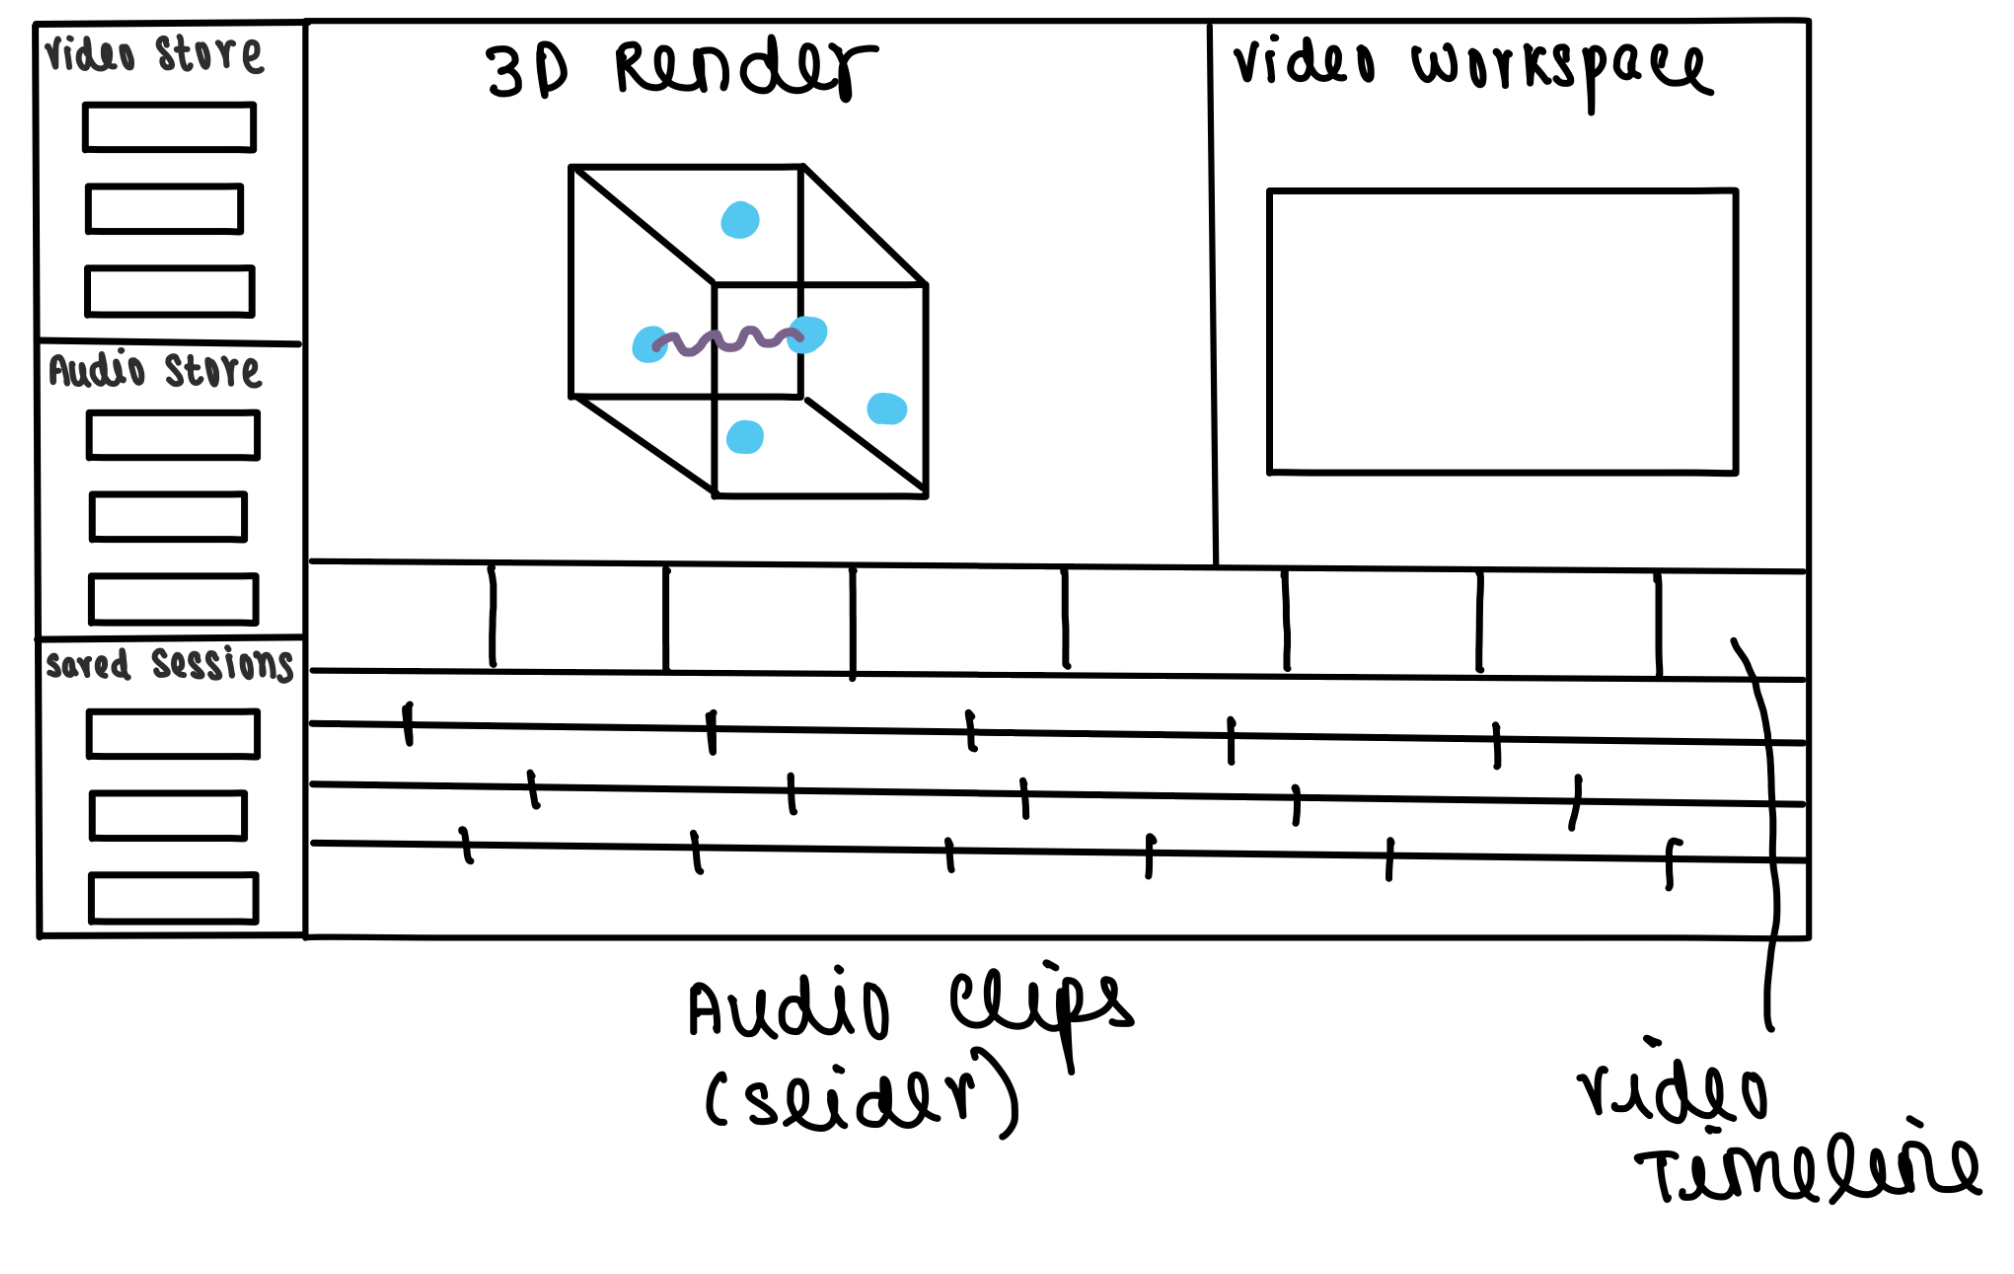 Video Store
3D Render
Video Workspace
Audio Store
saved sessions
Audio Clips
(slider)
Video
Timeline